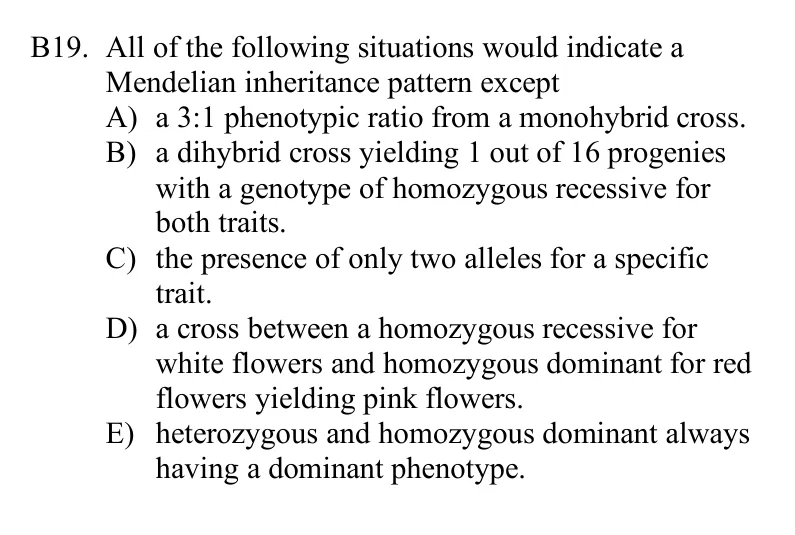 B19. All of the following situations would indicate a
Mendelian inheritance pattern except
A) a 3:1 phenotypic ratio from a monohybrid cross.
B) a dihybrid cross yielding 1 out of 16 progenies
with a genotype of homozygous recessive for
both traits.
C) the presence of only two alleles for a specific
trait.
D) a cross between a homozygous recessive for
white flowers and homozygous dominant for red
flowers yielding pink flowers.
E) heterozygous and homozygous dominant always
having a dominant phenotype.